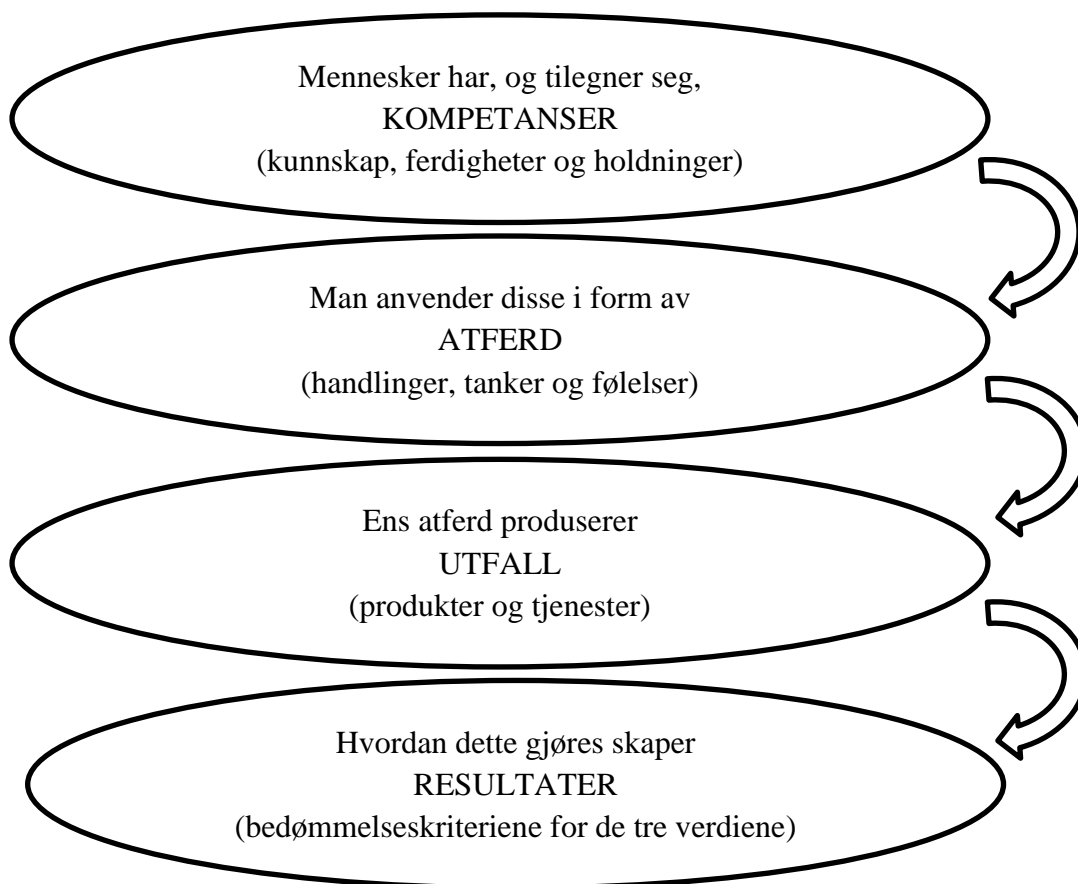 Mennesker har, og tilegner seg,
KOMPETANSER
(kunnskap, ferdigheter og holdninger)
Man anvender disse i form av
ATFERD
(handlinger, tanker og følelser)
Ens atferd produserer
UTFALL
(produkter og tjenester)
Hvordan dette gjøres skaper
RESULTATER
(bedømmelseskriteriene for de tre verdiene)